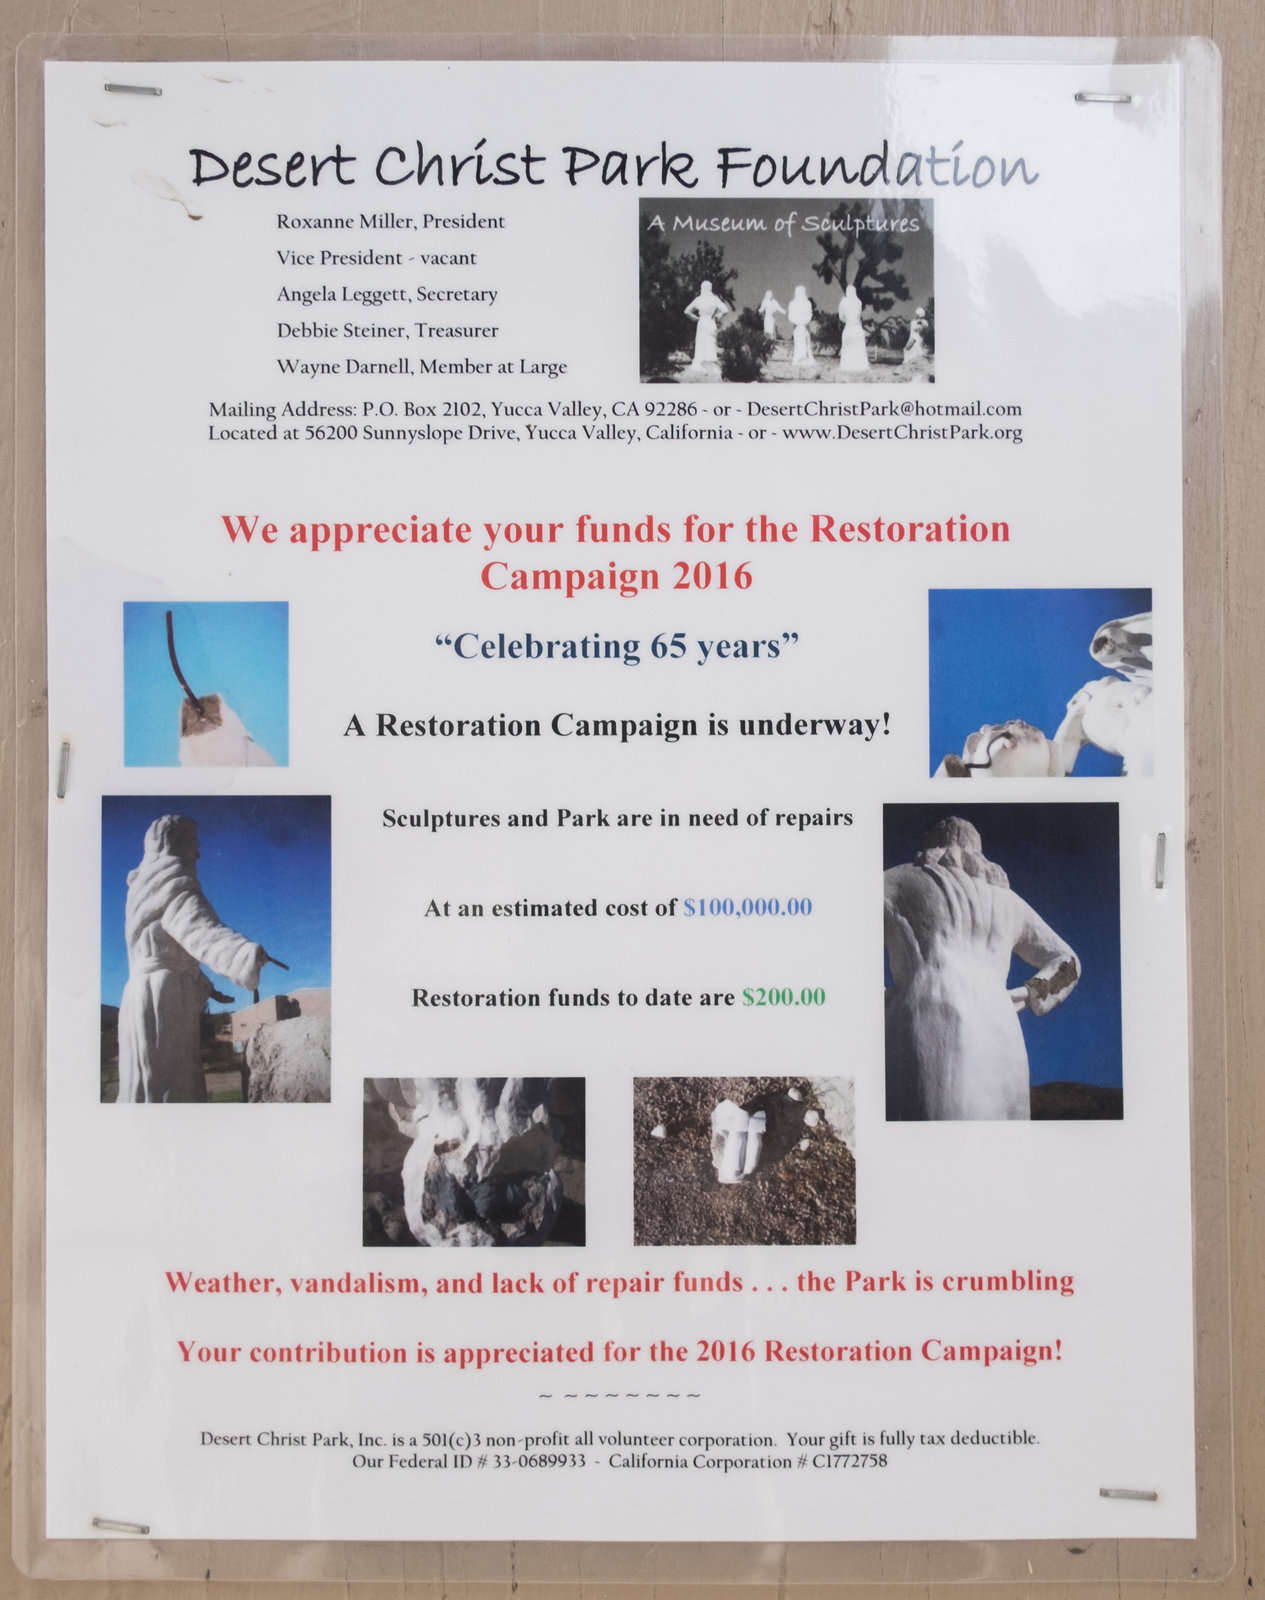 Desert Christ Park Foundation
Roxanne Miller, President
Vice President - vacant
Angela Leggett, Secretary
Debbie Steiner, Treasurer
Wayne Darnell, Member at Large
A Museum of Sculptures
Mailing Address: P.O. Box 2102, Yucca Valley, CA 92286 - or - DesertChristPark@hotmail.com
Located at 56200 Sunnyslope Drive, Yucca Valley, California - or - www.DesertChristPark.org
We appreciate your funds for the Restoration
Campaign 2016
“Celebrating 65 years”
A Restoration Campaign is underway!
Sculptures and Park are in need of repairs
At an estimated cost of $100,000.00
Restoration funds to date are $200.00
Weather, vandalism, and lack of repair funds . . . the Park is crumbling
Your contribution is appreciated for the 2016 Restoration Campaign!
~ ~~~~~~~
Desert Christ Park, Inc. is a 501(c)3 non-profit all volunteer corporation. Your gift is fully tax deductible.
Our Federal ID # 33-0689933 - California Corporation # C1772758